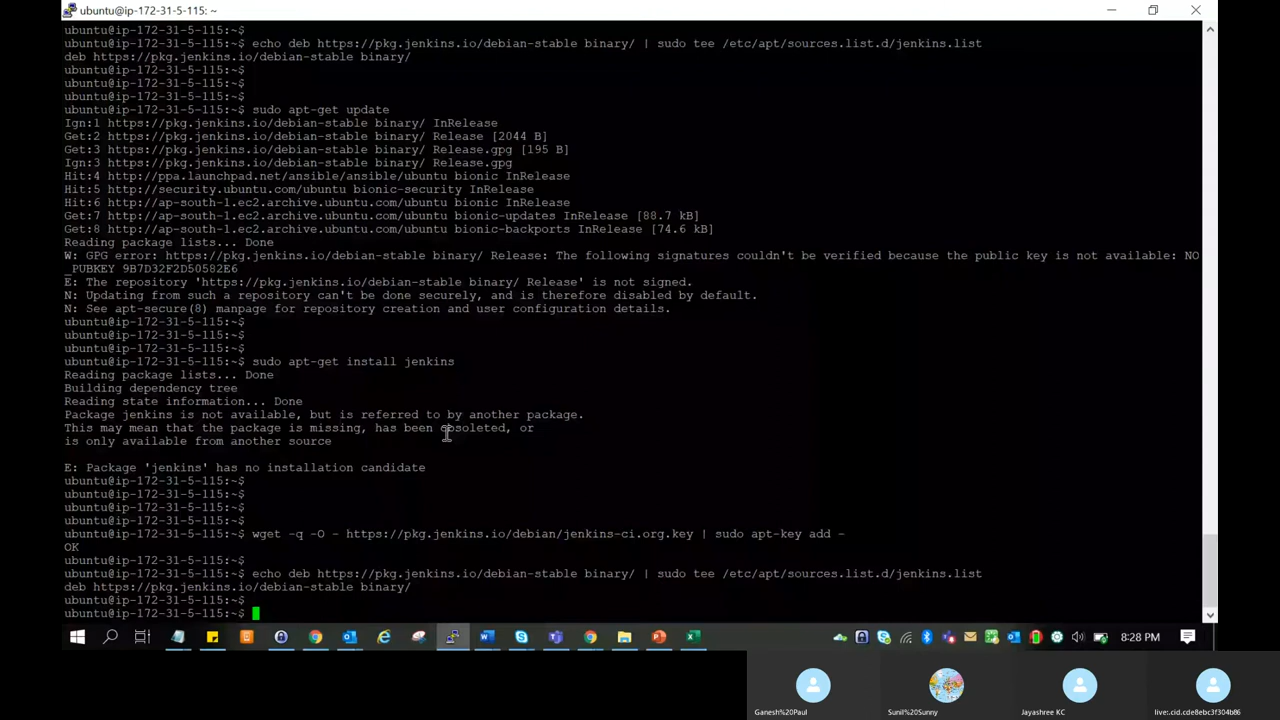 ubuntu@ip-172-31-5-115: ~
ubuntu@ip-172-31-5-115:~$
ubuntu@ip-172-31-5-115:~$ echo deb https://pkg.jenkins.io/debian-stable binary/ | sudo tee /etc/apt/sources.list.d/jenkins.list
deb https://pkg.jenkins.io/debian-stable binary/
ubuntu@ip-172-31-5-115:~$
ubuntu@ip-172-31-5-115:~$
ubuntu@ip-172-31-5-115:~$
ubuntu@ip-172-31-5-115:~$ sudo apt-get update
Ign:1 https://pkg.jenkins.io/debian-stable binary/ InRelease
Get:2 https://pkg.jenkins.io/debian-stable binary/ Release [2044 B]
Get:3 https://pkg.jenkins.io/debian-stable binary/ Release.gpg [195 B]
Ign:3 https://pkg.jenkins.io/debian-stable binary/ Release.gpg
Hit:4 http://ppa.launchpad.net/ansible/ansible/ubuntu bionic InRelease
Hit:5 http://security.ubuntu.com/ubuntu bionic-security InRelease
Hit:6 http://ap-south-1.ec2.archive.ubuntu.com/ubuntu bionic InRelease
Get:7 http://ap-south-1.ec2.archive.ubuntu.com/ubuntu bionic-updates InRelease [88.7 kB]
Get:8 http://ap-south-1.ec2.archive.ubuntu.com/ubuntu bionic-backports InRelease [74.6 kB]
Reading package lists... Done
W: GPG error: https://pkg.jenkins.io/debian-stable binary/ Release: The following signatures couldn't be verified because the public key is not available: NO
_PUBKEY 9B7D32F2D50582E6
E: The repository 'https://pkg.jenkins.io/debian-stable binary/ Release' is not signed.
N: Updating from such a repository can't be done securely, and is therefore disabled by default.
N: See apt-secure(8) manpage for repository creation and user configuration details.
ubuntu@ip-172-31-5-115:~$
ubuntu@ip-172-31-5-115:~$
ubuntu@ip-172-31-5-115:~$
ubuntu@ip-172-31-5-115:~$ sudo apt-get install jenkins
Reading package lists... Done
Building dependency tree
Reading state information... Done
Package jenkins is not available, but is referred to by another package.
This may mean that the package is missing, has been obsoleted, or
is only available from another source
E: Package 'jenkins' has no installation candidate
ubuntu@ip-172-31-5-115:~$
ubuntu@ip-172-31-5-115:~$
ubuntu@ip-172-31-5-115:~$
ubuntu@ip-172-31-5-115:~$
ubuntu@ip-172-31-5-115:~$ wget -q -O - https://pkg.jenkins.io/debian/jenkins-ci.org.key | sudo apt-key add -
OK
ubuntu@ip-172-31-5-115:~$
ubuntu@ip-172-31-5-115:~$ echo deb https://pkg.jenkins.io/debian-stable binary/ | sudo tee /etc/apt/sources.list.d/jenkins.list
deb https://pkg.jenkins.io/debian-stable binary/
ubuntu@ip-172-31-5-115:~$
ubuntu@ip-172-31-5-115:~$
8:28 PM
Ganesh%20Paul
Sunil%20Sunny
Jayashree KC
live:.cid.cde8ebc3f304b86